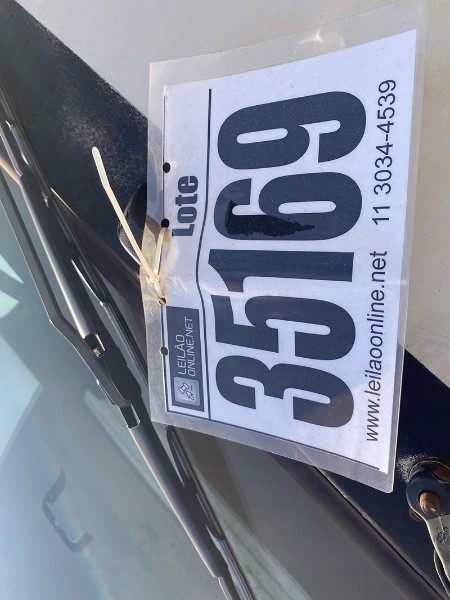 LEILÃO
ONLINE.NET
Lote
35169
www.leilaoonline.net 11 3034-4539